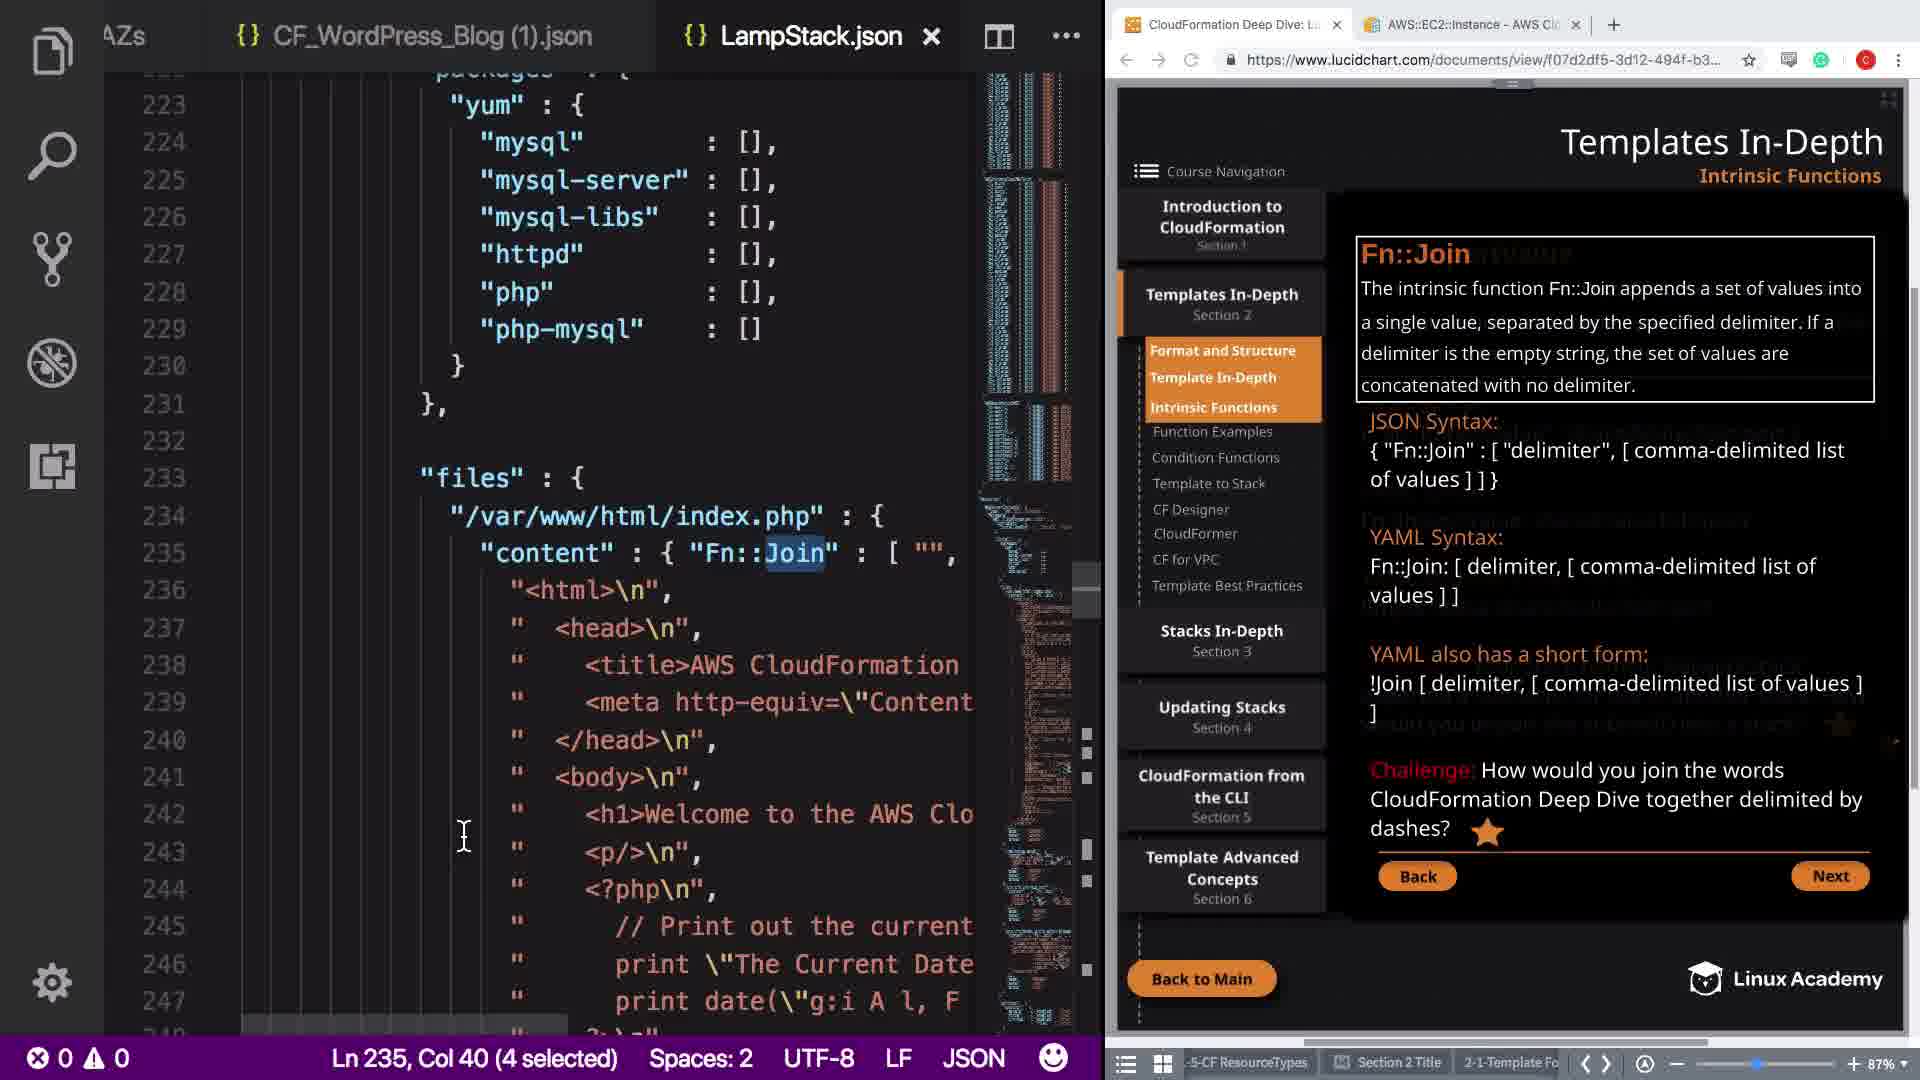 AZs
{} CF_WordPress_Blog (1).json
{} LampStack.json
223 "yum" : {
224 "mysql" : [],
225 "mysql-server" : [],
226 "mysql-libs" : [],
227 "httpd" : [],
228 "php" : [],
229 "php-mysql" : []
230 }
231 },
232
233 "files" : {
234 "/var/www/html/index.php" : {
235 "content" : { "Fn::Join" : [ "",
236 "<html>\n",
237 " <head>\n",
238 " <title>AWS CloudFormation
239 " <meta http-equiv=\"Content
240 " </head>\n",
241 " <body>\n",
242 " <h1>Welcome to the AWS Clo
243 " <p/>\n",
244 " <?php\n",
245 " // Print out the current
246 " print \"The Current Date
247 " print date(\"g:i A l, F
0 0
Ln 235, Col 40 (4 selected)
Spaces: 2
UTF-8
LF
JSON
CloudFormation Deep Dive: L
AWS::EC2::Instance - AWS Cl
https://www.lucidchart.com/documents/view/f07d2df5-3d12-494f-b3...
C
Templates In-Depth
Intrinsic Functions
Course Navigation
Introduction to
CloudFormation
Section 1
Templates In-Depth
Section 2
Format and Structure
Template In-Depth
Intrinsic Functions
Function Examples
Condition Functions
Template to Stack
CF Designer
CloudFormer
CF for VPC
Template Best Practices
Stacks In-Depth
Section 3
Updating Stacks
Section 4
CloudFormation from
the CLI
Section 5
Template Advanced
Concepts
Section 6
Back to Main
Fn::Join
The intrinsic function Fn::Join appends a set of values into
a single value, separated by the specified delimiter. If a
delimiter is the empty string, the set of values are
concatenated with no delimiter.
JSON Syntax:
{ "Fn::Join" : [ "delimiter", [ comma-delimited list
of values ] ] }
YAML Syntax:
Fn::Join: [ delimiter, [ comma-delimited list of
values ] ]
YAML also has a short form:
!Join [ delimiter, [ comma-delimited list of values ]
]
Challenge: How would you join the words
CloudFormation Deep Dive together delimited by
dashes?
Back
Next
Linux Academy
-5-CF ResourceTypes
Section 2 Title
2-1-Template Fo
87%